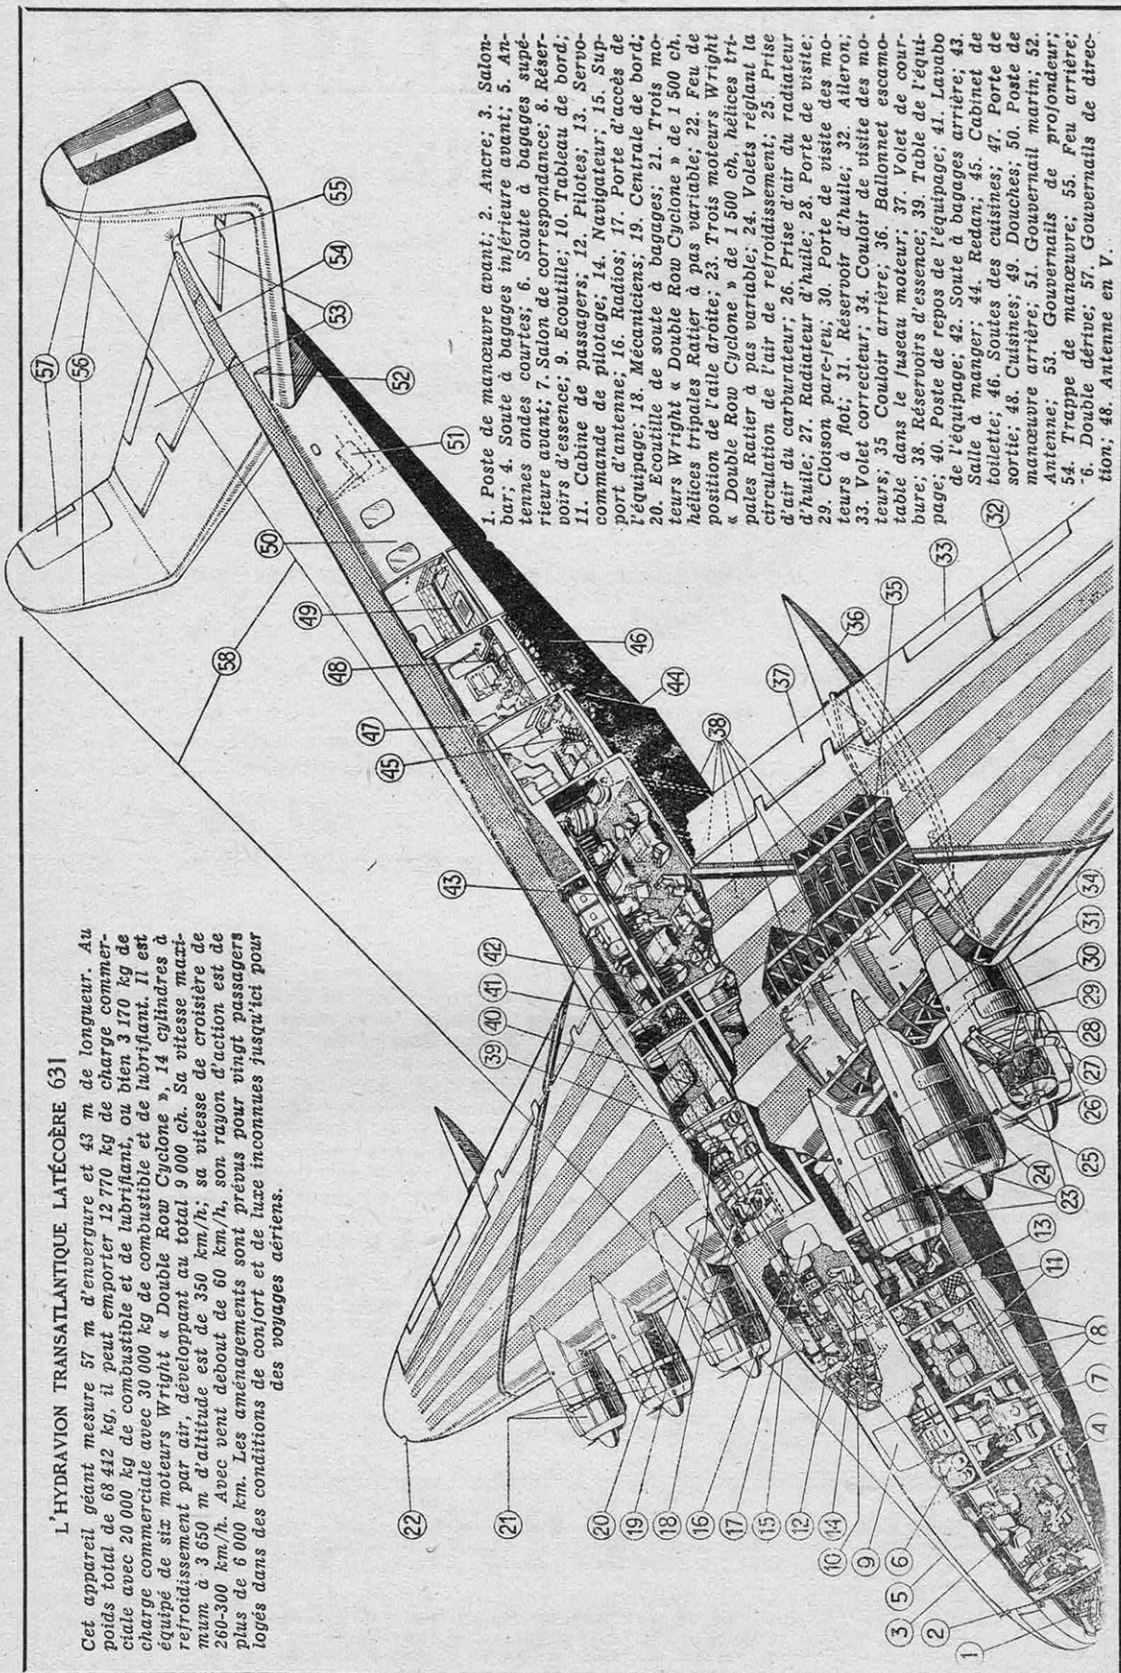 L'HYDRAVION TRANSATLANTIQUE LATÉCOÈRE 631
Cet appareil géant mesure 57 m d'envergure et 43 m de longueur. Au
poids total de 68 412 kg, il peut emporter 12 770 kg de charge commer-
ciale avec 20 000 kg de combustible et de lubrifiant, ou bien 3 170 kg de
charge commerciale avec 30 000 kg de combustible et de lubrifiant. Il est
équipé de six moteurs Wright « Double Row Cyclone », 14 cylindres à
refroidissement par air, développant au total 9 000 ch. Sa vitesse maxi-
mum à 3 650 m d'altitude est de 350 km/h; sa vitesse de croisière de
260-300 km/h. Avec vent debout de 60 km/h, son rayon d'action est de
plus de 6 000 km. Les aménagements sont prévus pour vingt passagers
logés dans des conditions de confort et de luxe inconnues jusqu'ici pour
des voyages aériens.
1. Poste de manœuvre avant; 2. Ancre; 3. Salon-
bar; 4. Soute à bagages inférieure avant; 5. An-
tennes ondes courtes; 6. Soute à bagages supé-
rieure avant; 7. Salon de correspondance; 8. Réser-
voirs d'essence; 9. Ecoutille; 10. Tableau de bord;
11. Cabine de passagers; 12. Pilotes; 13. Servo-
commande de pilotage; 14. Navigateur; 15. Sup-
port d'antenne; 16. Radios; 17. Porte d'accès de
l'équipage; 18. Mécaniciens; 19. Centrale de bord;
20. Ecoutille de soute à bagages; 21. Trois mo-
teurs Wright « Double Row Cyclone » de 1 500 ch,
hélices tripales Ratier à pas variable; 22. Feu de
position de l'aile droite; 23. Trois moteurs Wright
« Double Row Cyclone » de 1 500 ch, hélices tri-
pales Ratier à pas variable; 24. Volets réglant la
circulation de l'air de refroidissement; 25. Prise
d'air du carburateur; 26. Prise d'air du radiateur
d'huile; 27. Radiateur d'huile; 28. Porte de visite;
29. Cloison pare-feu; 30. Porte de visite des mo-
teurs à flot; 31. Réservoir d'huile; 32. Aileron;
33. Volet correcteur; 34. Couloir de visite des mo-
teurs; 35 Couloir arrière; 36. Ballonnet escamo-
table dans le fuseau moteur; 37. Volet de cour-
bure; 38. Réservoirs d'essence; 39. Table de l'équi-
page; 40. Poste de repos de l'équipage; 41. Lavabo
de l'équipage; 42. Soute à bagages arrière; 43.
Salle à manger; 44. Redan; 45. Cabinet de
toilette; 46. Soutes des cuisines; 47. Porte de
sortie; 48. Cuisines; 49. Douches; 50. Poste de
manœuvre arrière; 51. Gouvernail marin; 52.
Antenne; 53. Gouvernails de profondeur;
54. Trappe de manœuvre; 55. Feu arrière;
6. Double dérive; 57. Gouvernails de direc-
tion; 48. Antenne en V.
1
2
3
5
6
9
10
14
12
15
17
16
18
19
20
21
22
39
40
41
42
43
45
47
48
49
50
58
56
57
55
54
53
52
51
46
44
38
37
36
35
33
32
34
31
30
29
28
27
26
25
24
23
13
11
8
7
4